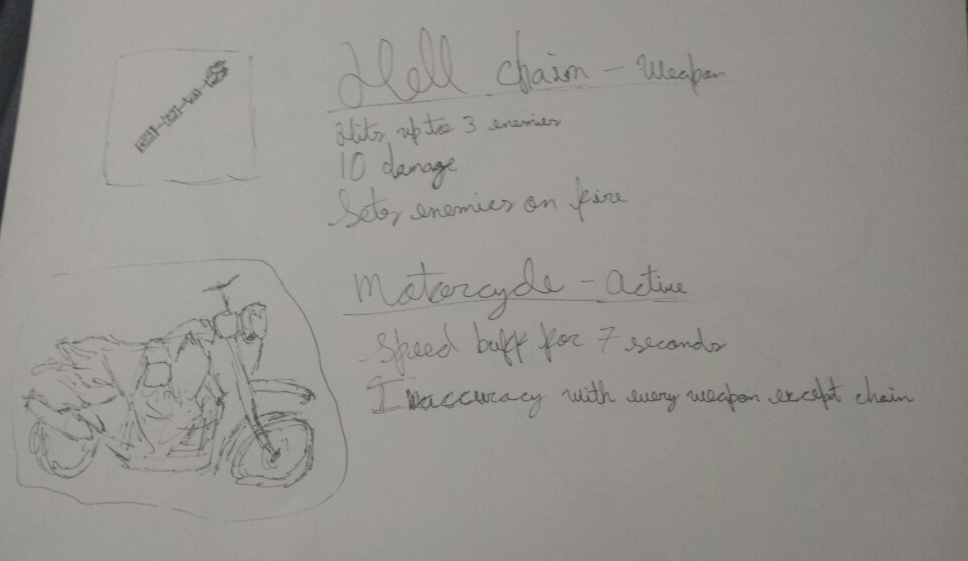 Hell chain - Weapon
Hits up to 3 enemies
10 damage
Sets enemies on fire
Motorcycle - Active
Speed buff for 7 seconds
Inaccuracy with every weapon except chain